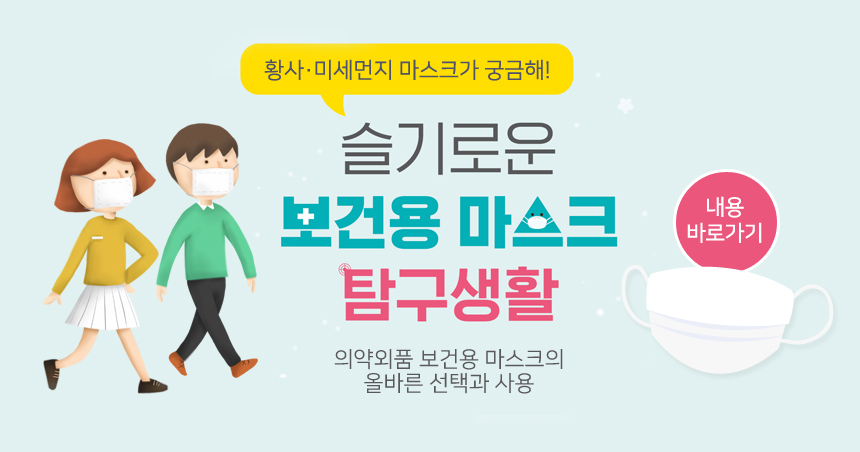 황사·미세먼지 마스크가 궁금해!
슬기로운
보건용 마스크
탐구생활
의약외품 보건용 마스크의
올바른 선택과 사용
내용
바로가기